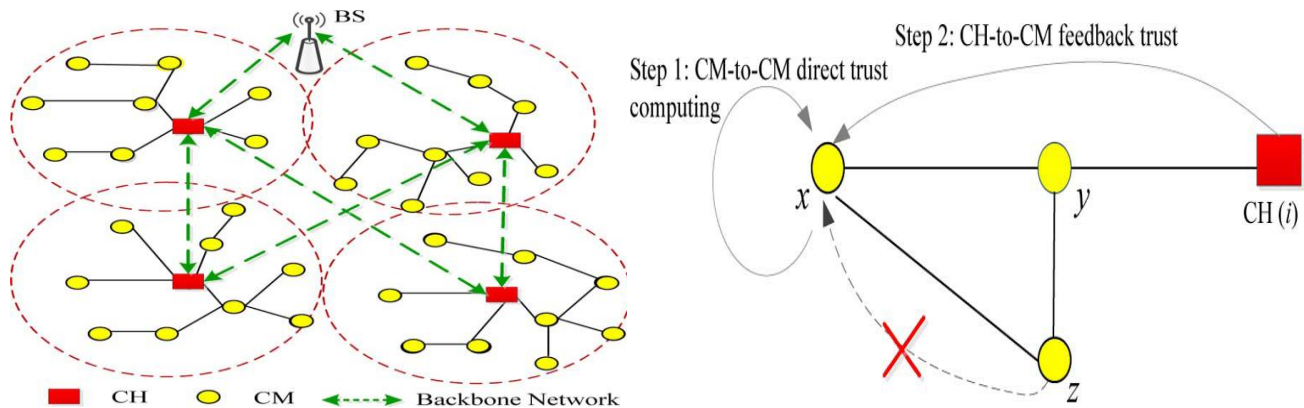 BS
CH
CM
Backbone Network
Step 2: CH-to-CM feedback trust
Step 1: CM-to-CM direct trust
computing
x
y
CH (i)
z